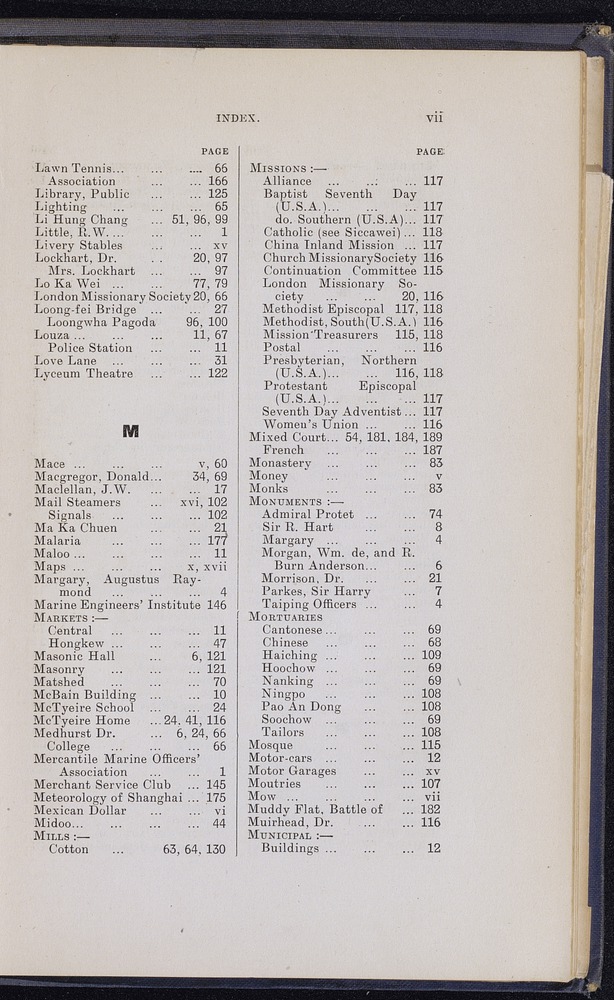 INDEX. vii
PAGE
Lawn Tennis... ... .... 66
Association ... ... 166
Library, Public ... ... 125
Lighting ... ... ... 65
Li Hung Chang ... 51, 96, 99
Little, R.W. ... ... ... 1
Livery Stables ... ... xv
Lockhart, Dr. . . 20, 97
Mrs. Lockhart ... ... 97
Lo Ka Wei ... ... 77, 79
London Missionary Society 20, 66
Loong-fei Bridge ... ... 27
Loongwha Pagoda 96, 100
Louza ... ... ... 11, 67
Police Station ... ... 11
Love Lane ... ... ... 31
Lyceum Theatre ... ... 122
M
Mace ... ... ... v, 60
Macgregor, Donald... 34, 69
Maclellan, J.W. ... ... 17
Mail Steamers ... xvi, 102
Signals ... ... ... 102
Ma Ka Chuen ... ... 21
Malaria ... ... ... 177
Maloo ... ... ... ... 11
Maps ... ... ... x, xvii
Margary, Augustus Ray-
mond ... ... ... 4
Marine Engineers' Institute 146
MARKETS :—
Central ... ... ... 11
Hongkew ... ... ... 47
Masonic Hall ... 6, 121
Masonry ... ... ... 121
Matshed ... ... ... 70
McBain Building ... ... 10
McTyeire School ... ... 24
McTyeire Home ... 24, 41, 116
Medhurst Dr. ... 6, 24, 66
College ... ... ... 66
Mercantile Marine Officers'
Association ... ... 1
Merchant Service Club ... 145
Meteorology of Shanghai ... 175
Mexican Dollar ... ... vi
Midoo... ... ... ... 44
MILLS :—
Cotton ... 63, 64, 130
PAGE
MISSIONS :—
Alliance ... ... ... 117
Baptist Seventh Day
(U.S.A.)... ... ... 117
do. Southern (U.S.A)... 117
Catholic (see Siccawei) ... 118
China Inland Mission ... 117
Church Missionary Society 116
Continuation Committee 115
London Missionary So-
ciety ... ... 20, 116
Methodist Episcopal 117, 118
Methodist, South (U.S.A.) 116
Mission Treasurers 115, 118
Postal ... ... ... 116
Presbyterian, Northern
(U.S.A.)... ... 116, 118
Protestant Episcopal
(U.S.A.)... ... ... 117
Seventh Day Adventist ... 117
Women's Union ... ... 116
Mixed Court... 54, 181, 184, 189
French ... ... ... 187
Monastery ... ... ... 83
Money ... ... ... v
Monks ... ... ... 83
MONUMENTS :—
Admiral Protet ... ... 74
Sir R. Hart ... ... 8
Margary ... ... ... 4
Morgan, Wm. de, and R.
Burn Anderson... ... 6
Morrison, Dr. ... ... 21
Parkes, Sir Harry ... 7
Taiping Officers ... ... 4
MORTUARIES
Cantonese ... ... ... 69
Chinese ... ... ... 68
Haiching ... ... ... 109
Hoochow ... ... ... 69
Nanking ... ... ... 69
Ningpo ... ... ... 108
Pao An Dong ... ... 108
Soochow ... ... ... 69
Tailors ... ... ... 108
Mosque ... ... ... 115
Motor-cars ... ... ... 12
Motor Garages ... ... xv
Moutries ... ... ... 107
Mow ... ... ... ... vii
Muddy Flat, Battle of ... 182
Muirhead, Dr. ... ... 116
MUNICIPAL :—
Buildings ... ... ... 12